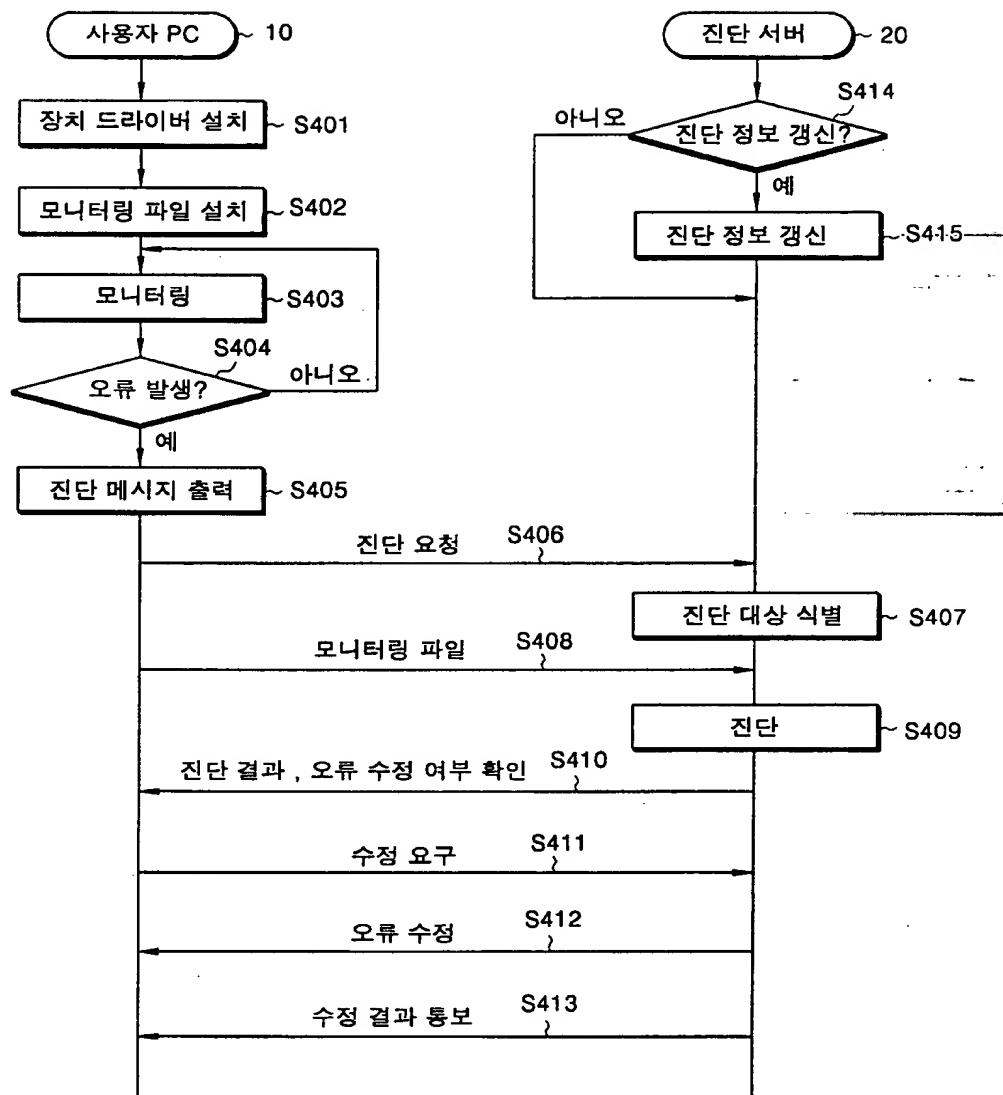 사용자 PC 10
진단 서버 20
S414
아니오
진단 정보 갱신?
장치 드라이버 설치 S401
예
모니터링 파일 설치 S402
진단 정보 갱신 S415
모니터링 S403
S404
오류 발생?
아니오
예
진단 메시지 출력 S405
진단 요청 S406
진단 대상 식별 S407
모니터링 파일 S408
진단 S409
진단 결과 , 오류 수정 여부 확인 S410
수정 요구 S411
오류 수정 S412
수정 결과 통보 S413